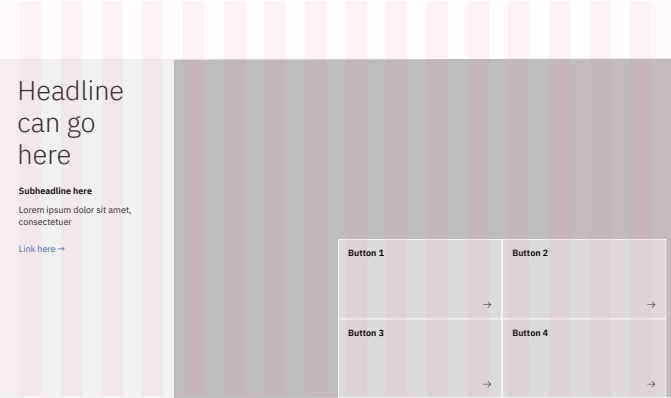 Headline
can go
here
Subheadline here
Lorem ipsum dolor sit amet,
consectetuer
Link here →
Button 1
→
Button 2
→
Button 3
→
Button 4
→